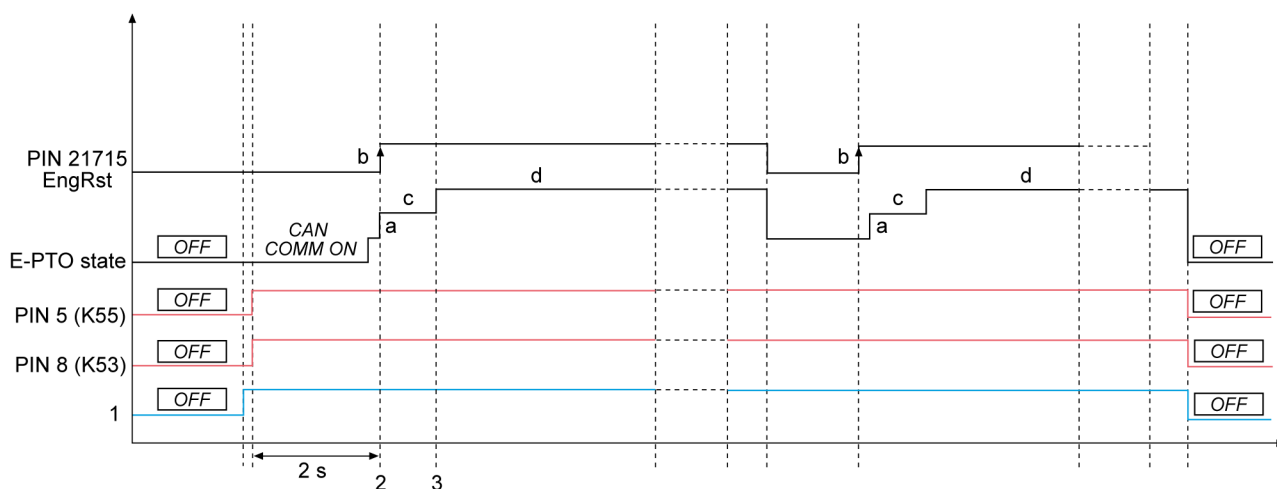 PIN 21715
EngRst
b
b
d
d
c
c
a
a
CAN
COMM ON
E-PTO state
OFF
OFF
PIN 5 (K55)
OFF
OFF
PIN 8 (K53)
OFF
OFF
1
OFF
OFF
2 s
2
3